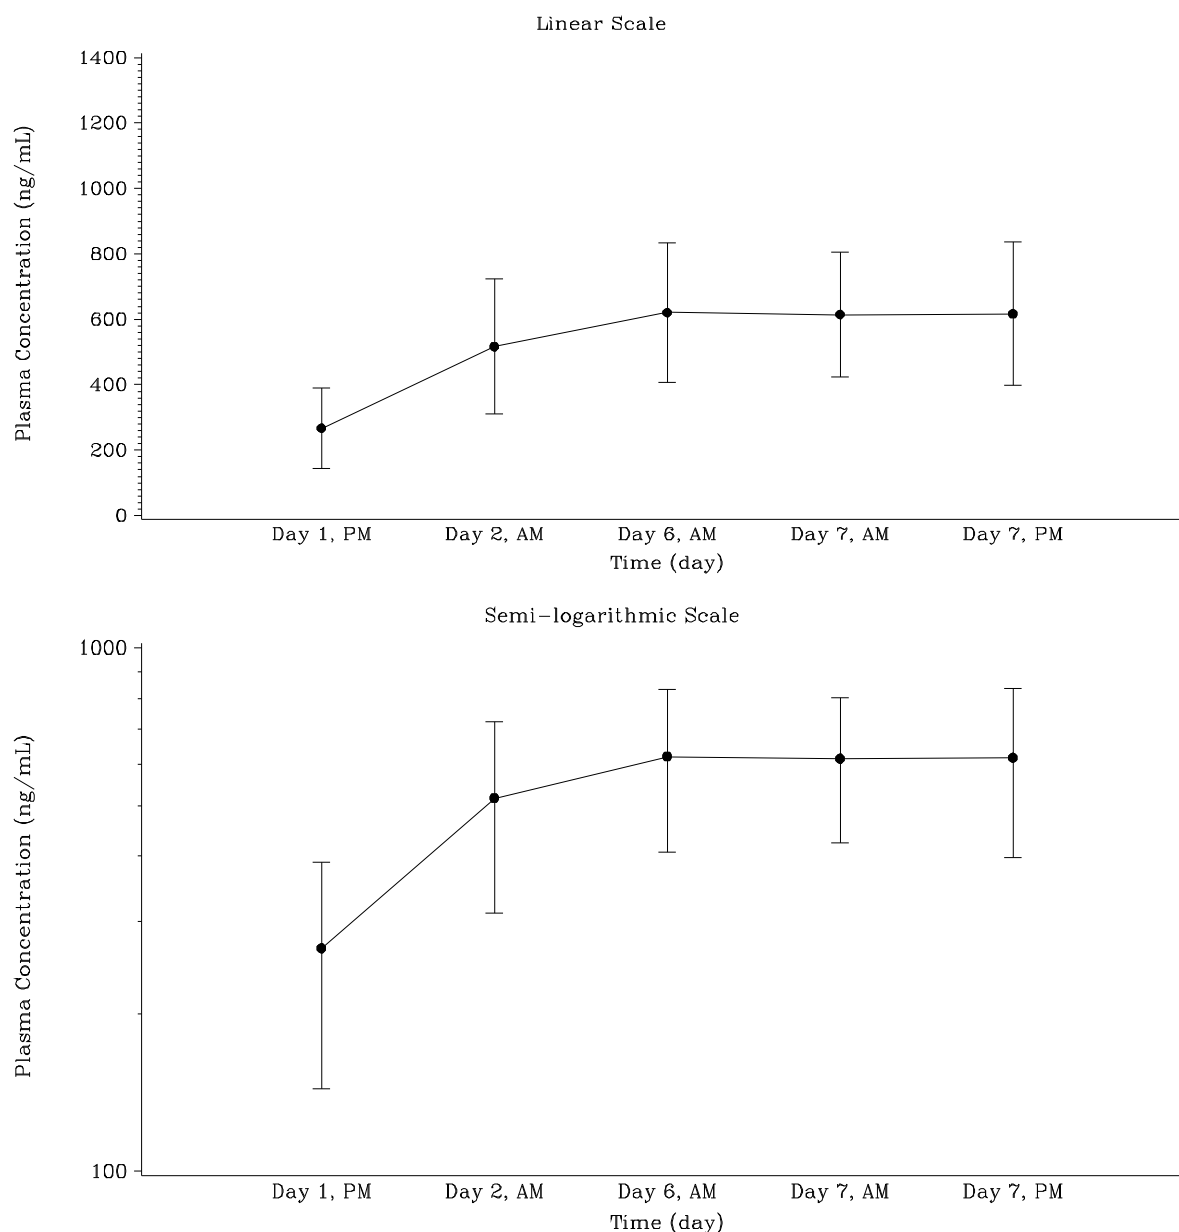 Linear Scale
1400
1200
1000
800
600
400
200
0
Plasma Concentration (ng/mL)
Day 1, PM
Day 2, AM
Day 6, AM
Day 7, AM
Day 7, PM
Time (day)
Semi-logarithmic Scale
1000
100
Plasma Concentration (ng/mL)
Day 1, PM
Day 2, AM
Day 6, AM
Day 7, AM
Day 7, PM
Time (day)